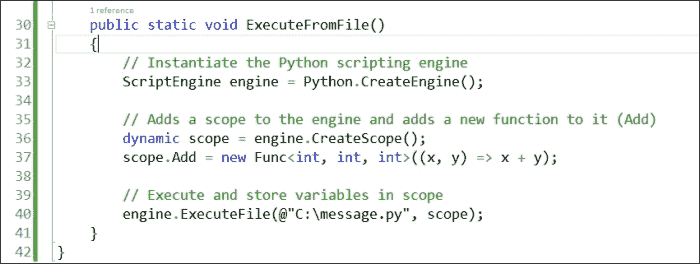 1 reference
30 public static void ExecuteFromFile()
31 {
32 // Instantiate the Python scripting engine
33 ScriptEngine engine = Python.CreateEngine();
34
35 // Adds a scope to the engine and adds a new function to it (Add)
36 dynamic scope = engine.CreateScope();
37 scope.Add = new Func<int, int, int>((x, y) => x + y);
38
39 // Execute and store variables in scope
40 engine.ExecuteFile(@"C:\message.py", scope);
41 }
42 }